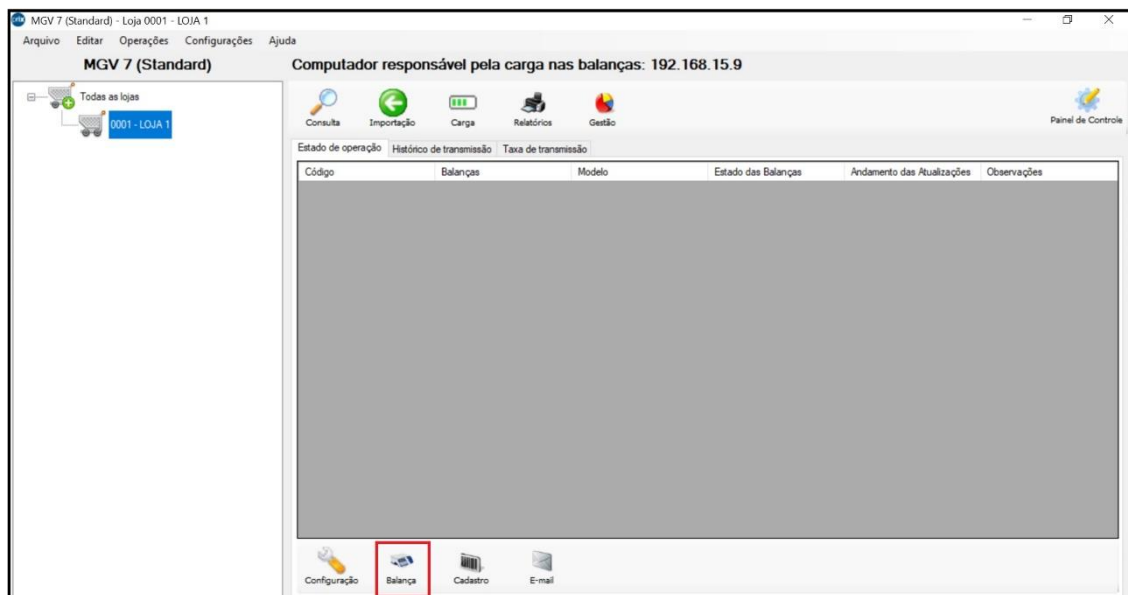 MGV 7 (Standard) - Loja 0001 - LOJA 1
Arquivo Editar Operações Configurações Ajuda
MGV 7 (Standard) Computador responsável pela carga nas balanças: 192.168.15.9
Todas as lojas
0001 - LOJA 1
Consulta Importação Carga Relatórios Gestão Painel de Controle
Estado de operação Histórico de transmissão Taxa de transmissão
Código Balanças Modelo Estado das Balanças Andamento das Atualizações Observações
Configuração Balança Cadastro E-mail